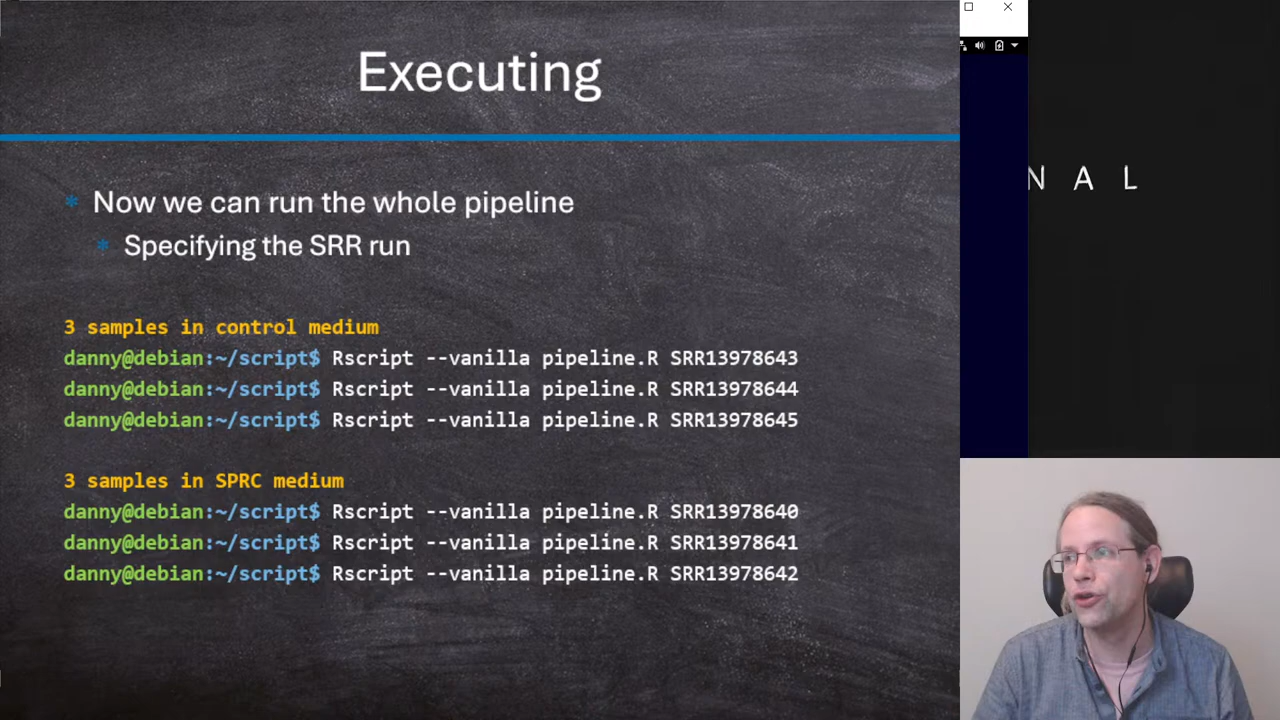 Executing
Now we can run the whole pipeline
Specifying the SRR run
3 samples in control medium
danny@debian:~/script$ Rscript --vanilla pipeline.R SRR13978643
danny@debian:~/script$ Rscript --vanilla pipeline.R SRR13978644
danny@debian:~/script$ Rscript --vanilla pipeline.R SRR13978645
3 samples in SPRC medium
danny@debian:~/script$ Rscript --vanilla pipeline.R SRR13978640
danny@debian:~/script$ Rscript --vanilla pipeline.R SRR13978641
danny@debian:~/script$ Rscript --vanilla pipeline.R SRR13978642
N A L